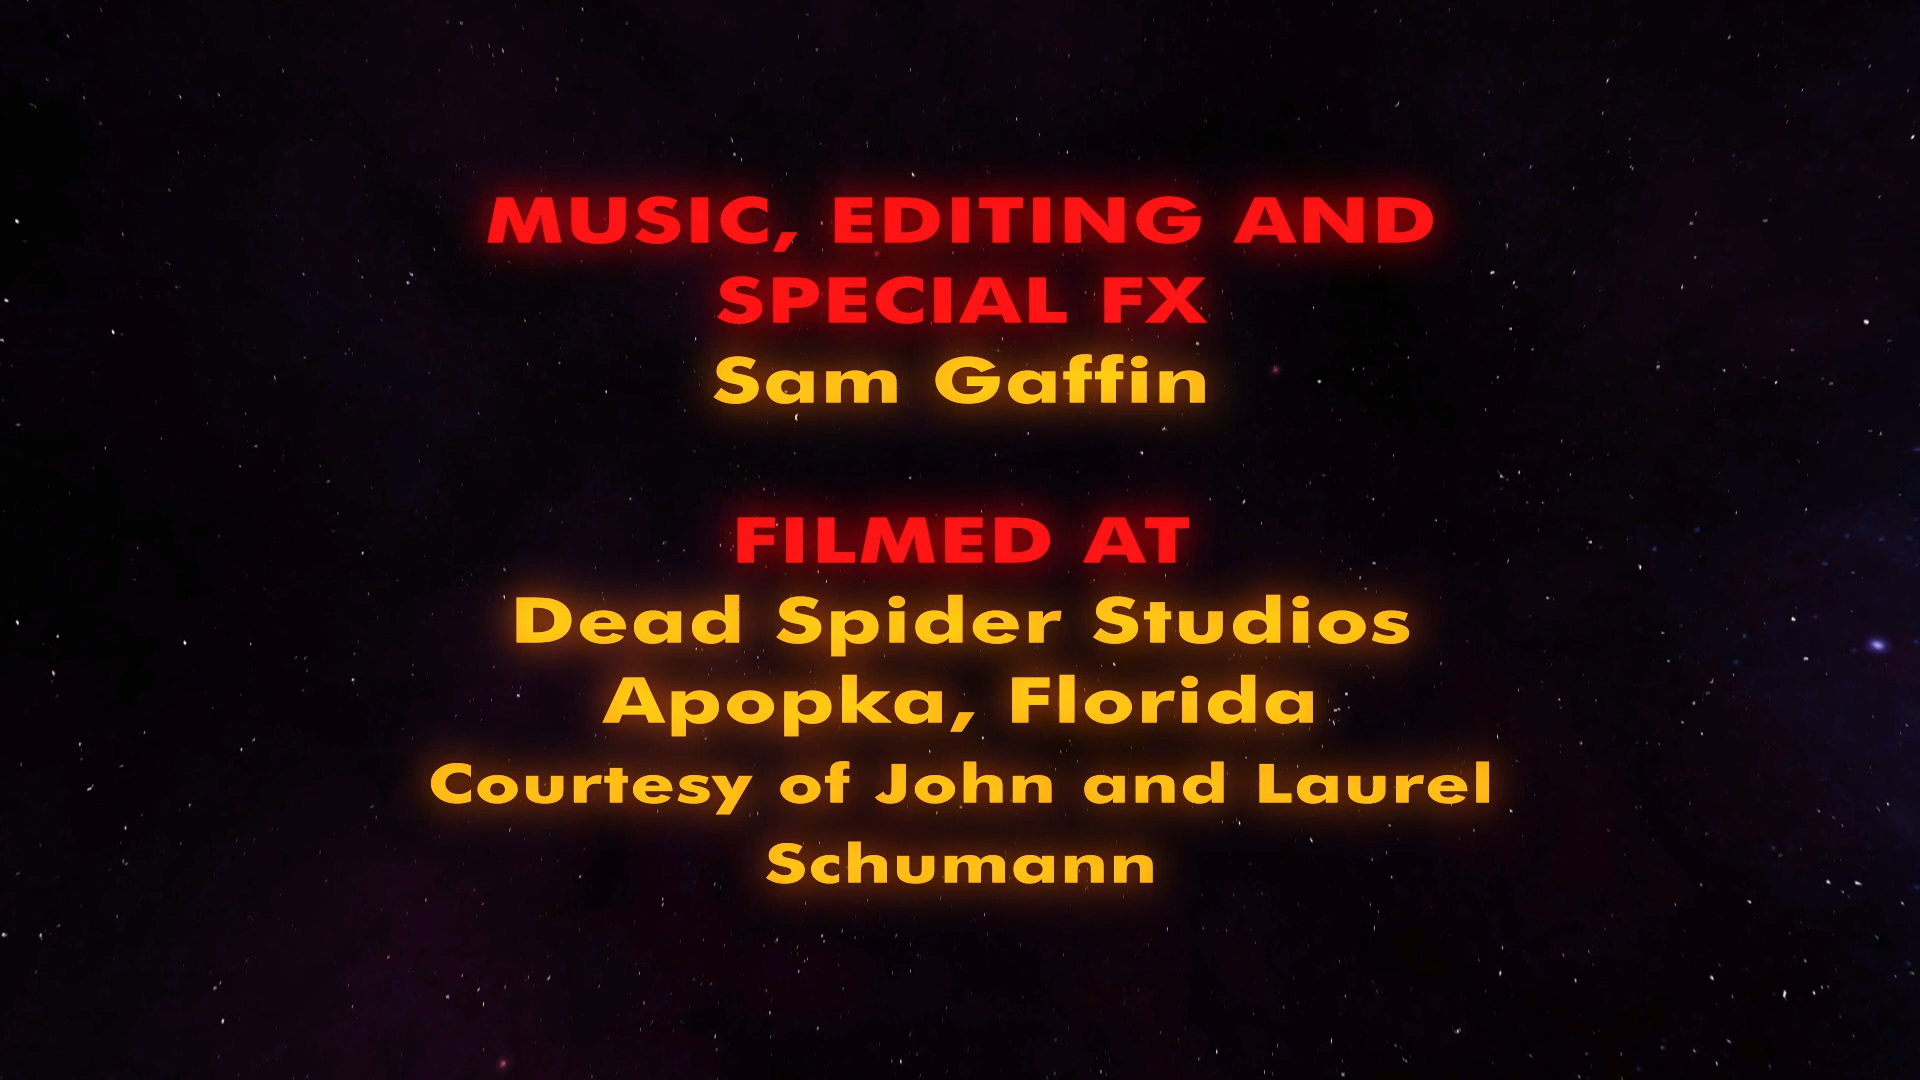 MUSIC, EDITING AND
SPECIAL FX
Sam Gaffin
FILMED AT
Dead Spider Studios
Apopka, Florida
Courtesy of John and Laurel
Schumann